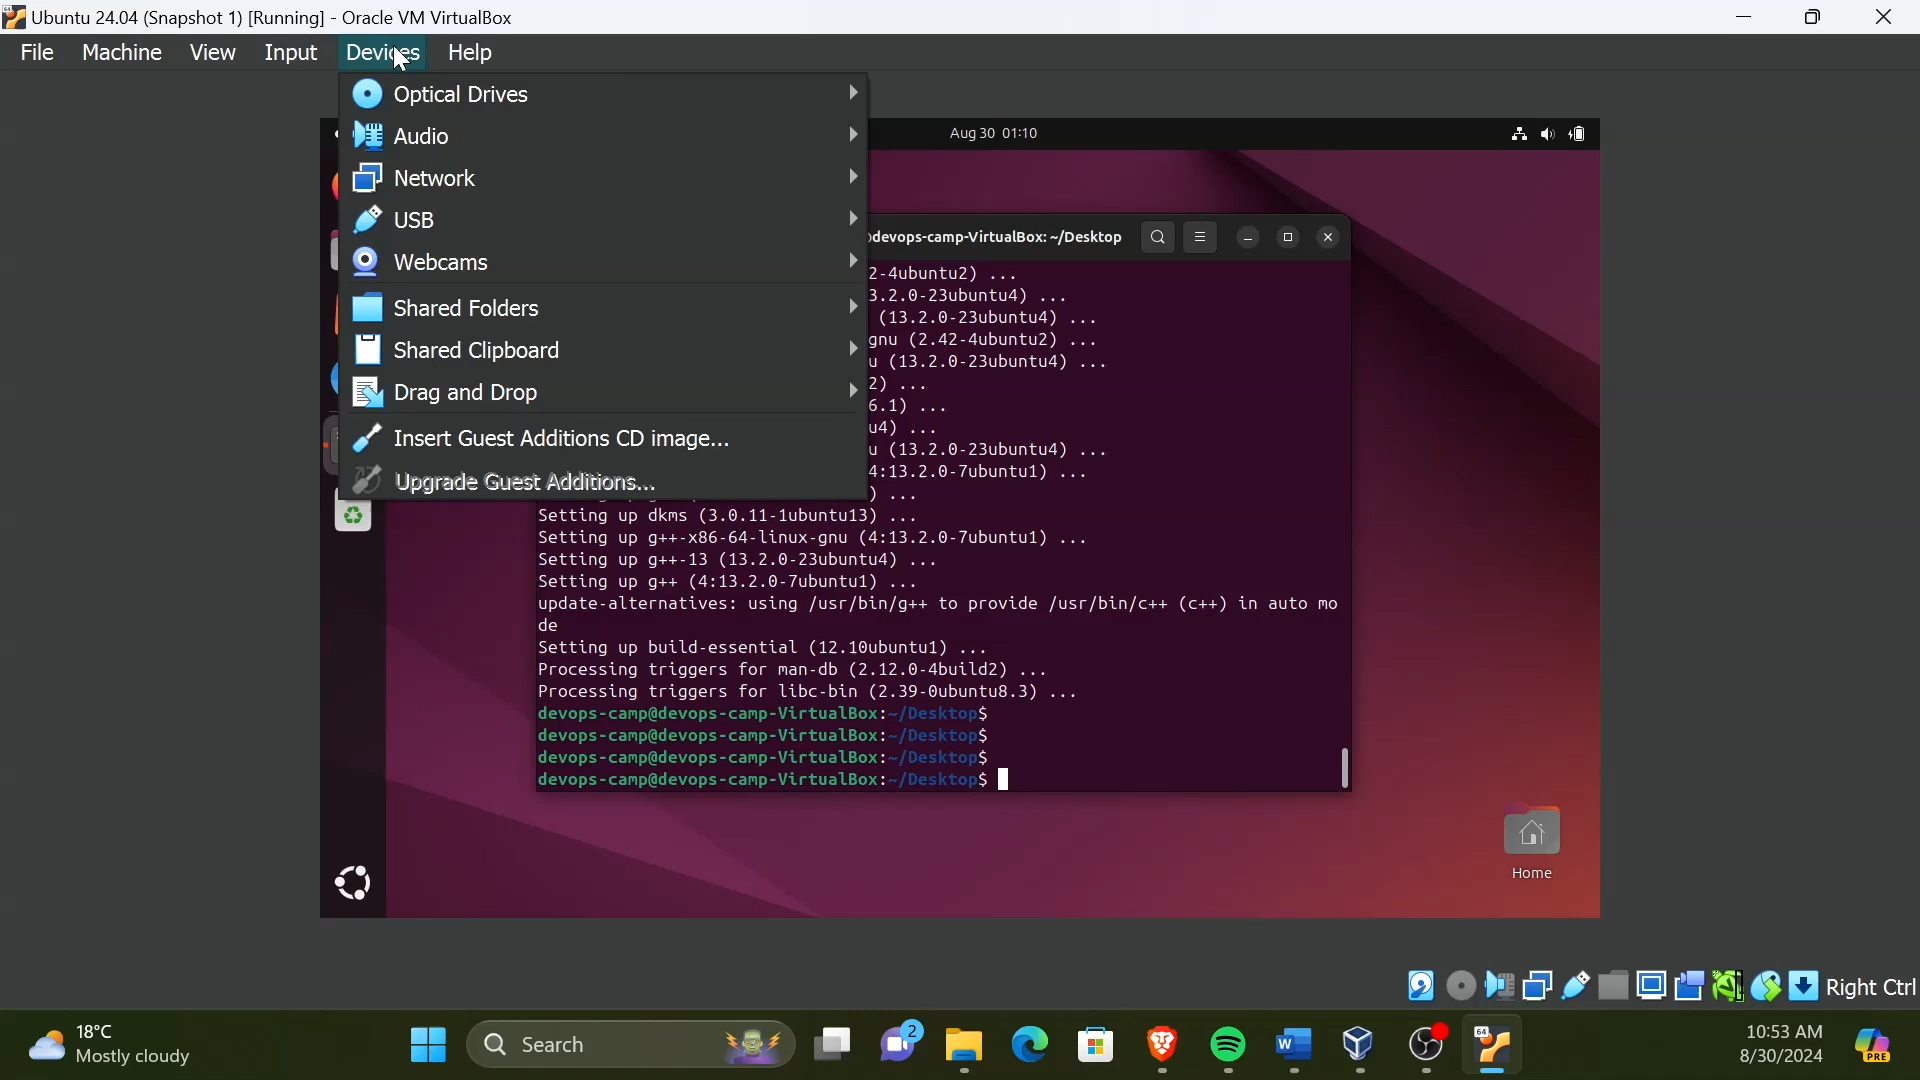 Ubuntu 24.04 (Snapshot 1) [Running] - Oracle VM VirtualBox
File Machine View Input Devices Help
Optical Drives
Audio
Network
USB
Webcams
Shared Folders
Shared Clipboard
Drag and Drop
Insert Guest Additions CD image...
Upgrade Guest Additions...
Aug 30 01:10
devops-camp-VirtualBox: ~/Desktop
2-4ubuntu2) ...
3.2.0-23ubuntu4) ...
(13.2.0-23ubuntu4) ...
gnu (2.42-4ubuntu2) ...
u (13.2.0-23ubuntu4) ...
2) ...
6.1) ...
u4) ...
u (13.2.0-23ubuntu4) ...
4:13.2.0-7ubuntu1) ...
) ...
Setting up dkms (3.0.11-1ubuntu13) ...
Setting up g++-x86-64-linux-gnu (4:13.2.0-7ubuntu1) ...
Setting up g++-13 (13.2.0-23ubuntu4) ...
Setting up g++ (4:13.2.0-7ubuntu1) ...
update-alternatives: using /usr/bin/g++ to provide /usr/bin/c++ (c++) in auto mo
de
Setting up build-essential (12.10ubuntu1) ...
Processing triggers for man-db (2.12.0-4build2) ...
Processing triggers for libc-bin (2.39-0ubuntu8.3) ...
devops-camp@devops-camp-VirtualBox:~/Desktop$
devops-camp@devops-camp-VirtualBox:~/Desktop$
devops-camp@devops-camp-VirtualBox:~/Desktop$
devops-camp@devops-camp-VirtualBox:~/Desktop$
Home
Right Ctrl
18°C
Mostly cloudy
Search
2
64
10:53 AM
8/30/2024
PRE